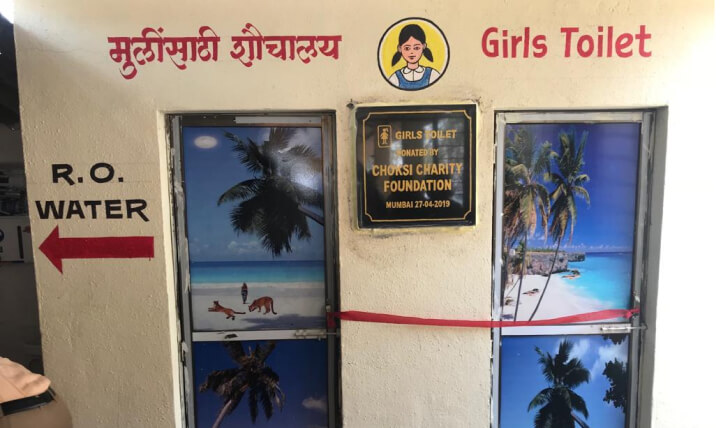 मुलींसाठी शौचालय
Girls Toilet
GIRLS TOILET
DONATED BY
CHOKSI CHARITY
FOUNDATION
MUMBAI 27-04-2019
R.O.
WATER